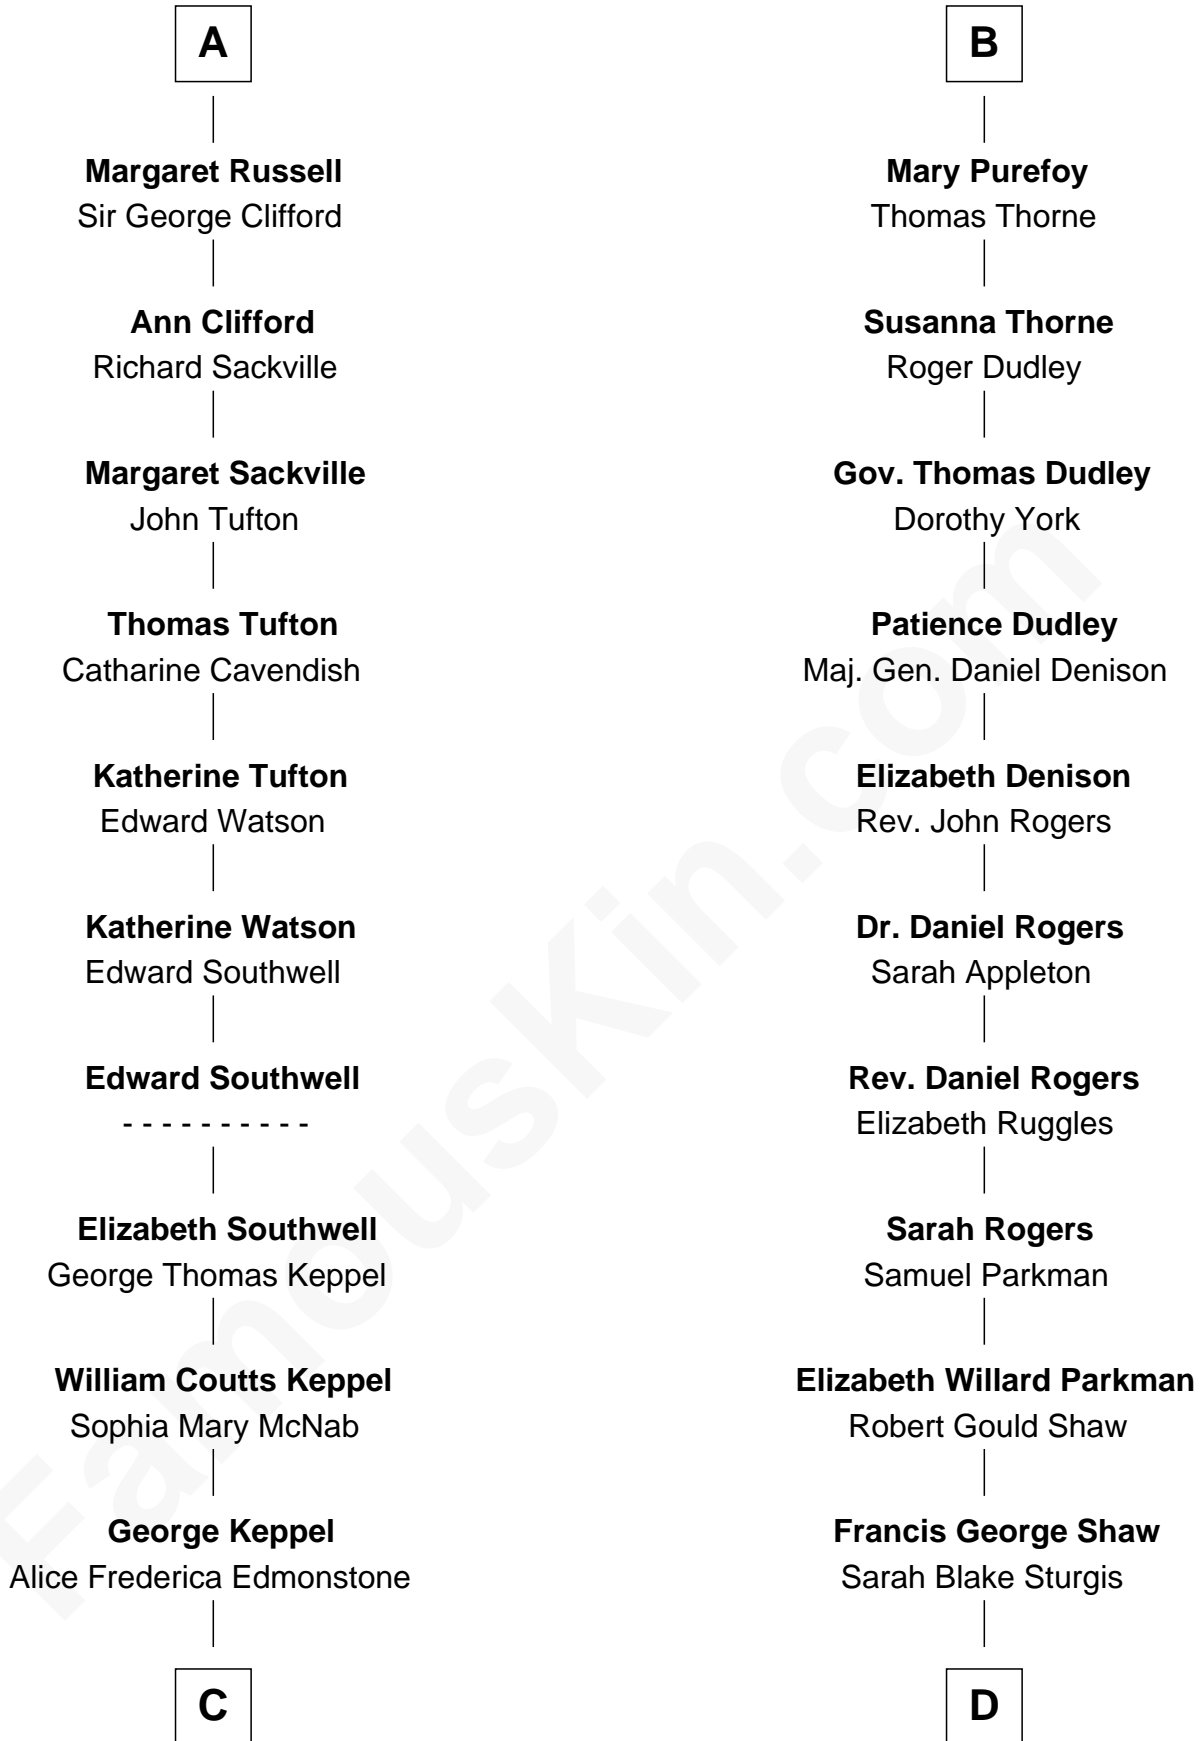 A
Margaret Russell
Sir George Clifford
Ann Clifford
Richard Sackville
Margaret Sackville
John Tufton
Thomas Tufton
Catharine Cavendish
Katherine Tufton
Edward Watson
Katherine Watson
Edward Southwell
Edward Southwell
- - - - - - - - - -
Elizabeth Southwell
George Thomas Keppel
William Coutts Keppel
Sophia Mary McNab
George Keppel
Alice Frederica Edmonstone
C
B
Mary Purefoy
Thomas Thorne
Susanna Thorne
Roger Dudley
Gov. Thomas Dudley
Dorothy York
Patience Dudley
Maj. Gen. Daniel Denison
Elizabeth Denison
Rev. John Rogers
Dr. Daniel Rogers
Sarah Appleton
Rev. Daniel Rogers
Elizabeth Ruggles
Sarah Rogers
Samuel Parkman
Elizabeth Willard Parkman
Robert Gould Shaw
Francis George Shaw
Sarah Blake Sturgis
D
FamousKin.com